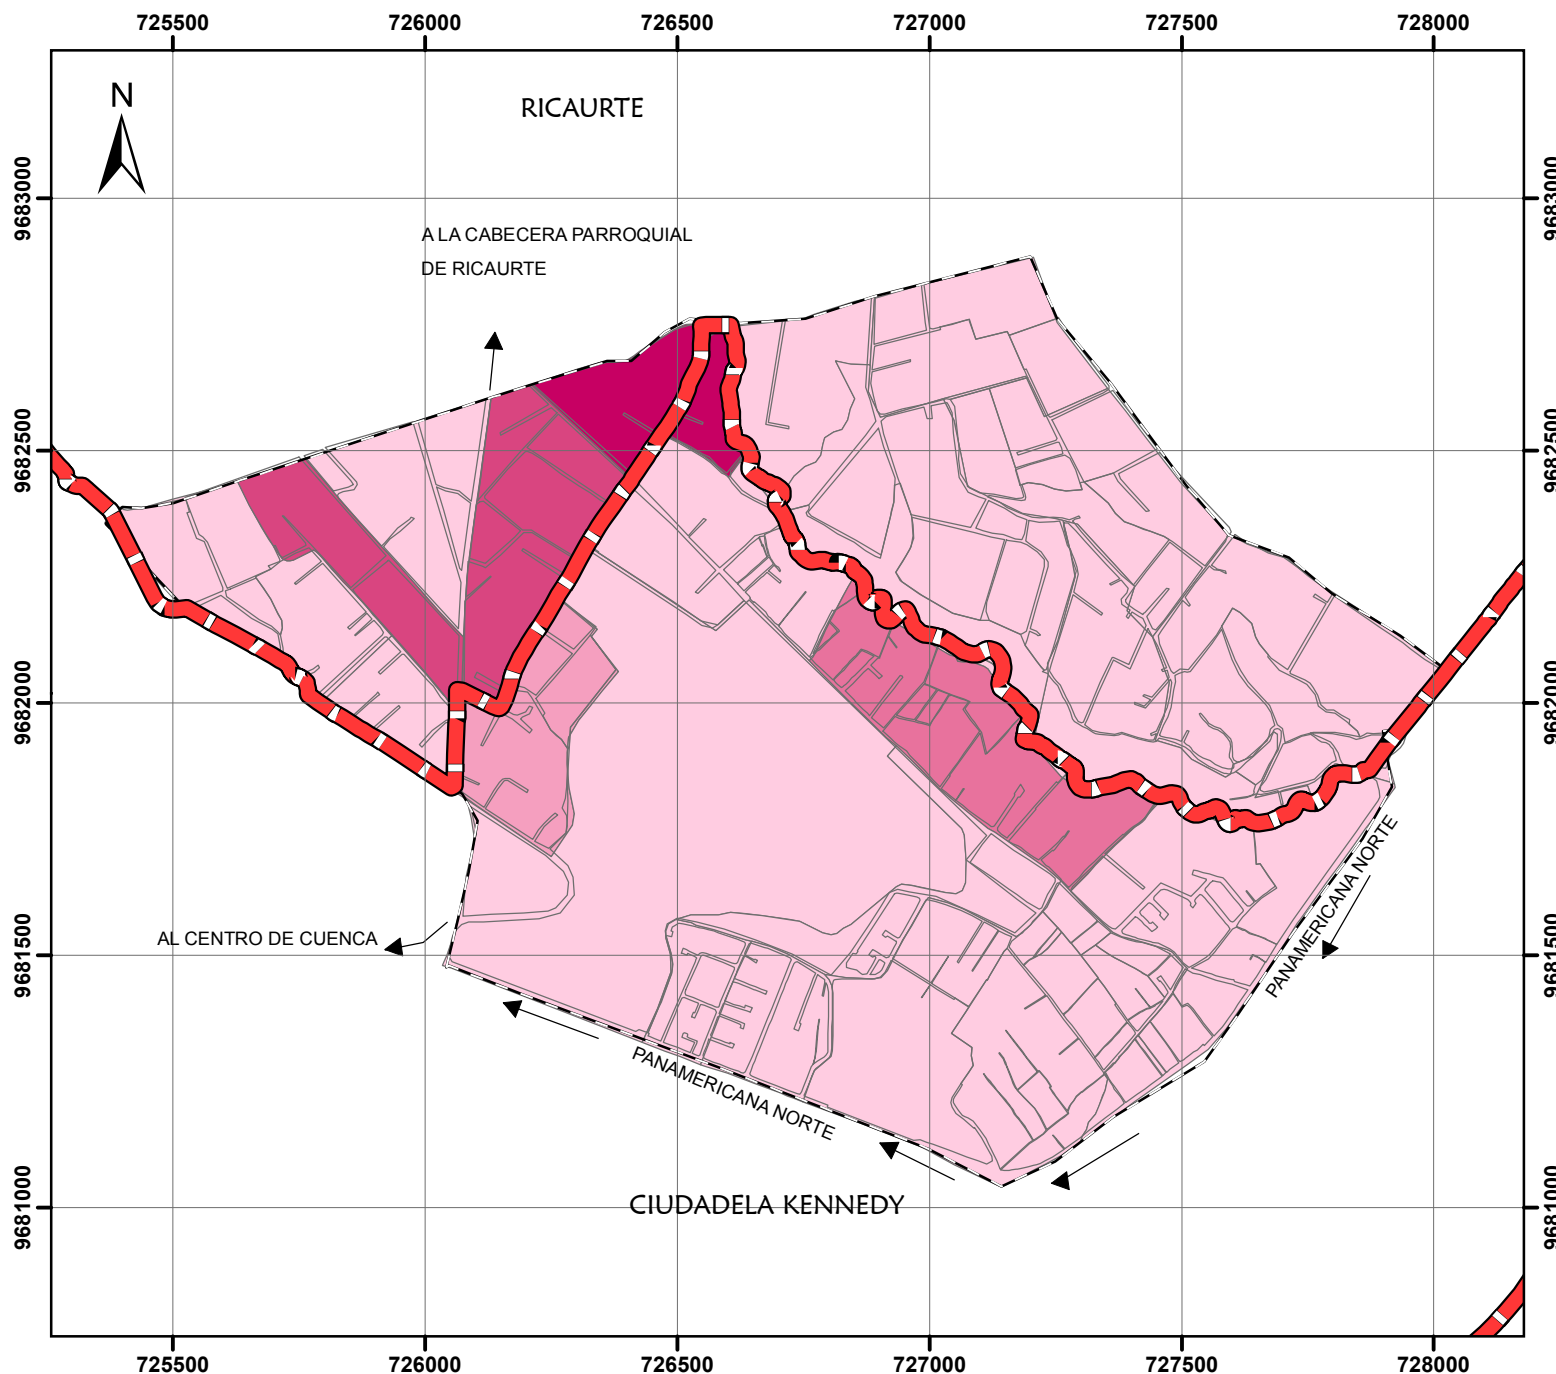 725500 726000 726500 727000 727500 728000
N
RICAURTE
9683000 9683000
A LA CABECERA PARROQUIAL
DE RICAURTE
9682500 9682500
9682000 9682000
PANAMERICANA NORTE
AL CENTRO DE CUENCA
9681500 9681500
PANAMERICANA NORTE
CIUDADELA KENNEDY
9681000 9681000
725500 726000 726500 727000 727500 728000